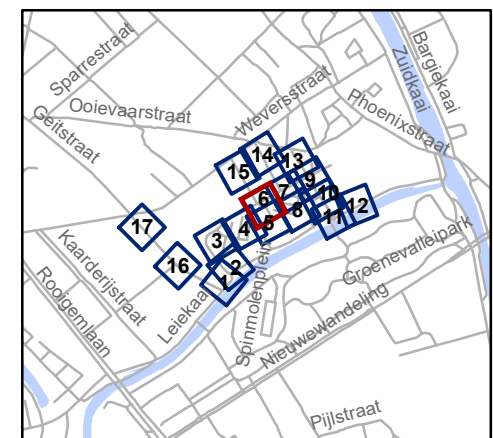 Sparrestraat
Bargiekaai
Zuidkaai
Weversstraat
Phoenixstraat
Ooievaarstraat
Geitstraat
14
13
15
7
9
6
10
17
8
12
11
5
4
3
16
2
1
Kaarderijstraat
Rooigemlaan
Leiekaai
Spinmolenplein
Groenevalleipark
Nieuwewandeling
Pijlstraat